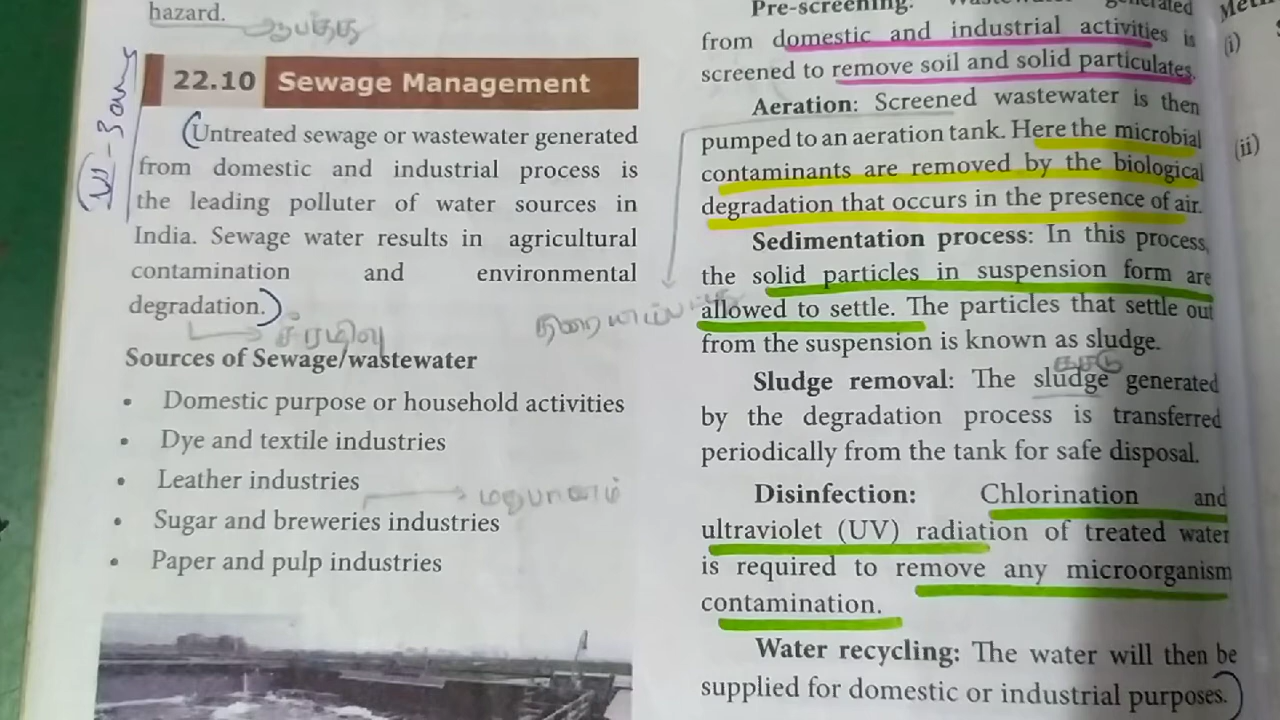 hazard.
ஆபத்து
22.10 Sewage Management
Untreated sewage or wastewater generated
from domestic and industrial process is
the leading polluter of water sources in
India. Sewage water results in agricultural
contamination and environmental
degradation.
சீரழிவு
Sources of Sewage/wastewater
• Domestic purpose or household activities
• Dye and textile industries
• Leather industries
மதுபானம்
• Sugar and breweries industries
• Paper and pulp industries
Pre-screening:
from domestic and industrial activities is
screened to remove soil and solid particulates.
Aeration: Screened wastewater is then
pumped to an aeration tank. Here the microbial
contaminants are removed by the biological
degradation that occurs in the presence of air.
Sedimentation process: In this process,
the solid particles in suspension form are
allowed to settle. The particles that settle out
from the suspension is known as sludge.
Sludge removal: The sludge generated
by the degradation process is transferred
periodically from the tank for safe disposal.
Disinfection: Chlorination and
ultraviolet (UV) radiation of treated water
is required to remove any microorganism
contamination.
Water recycling: The water will then be
supplied for domestic or industrial purposes.
(i)
(ii)